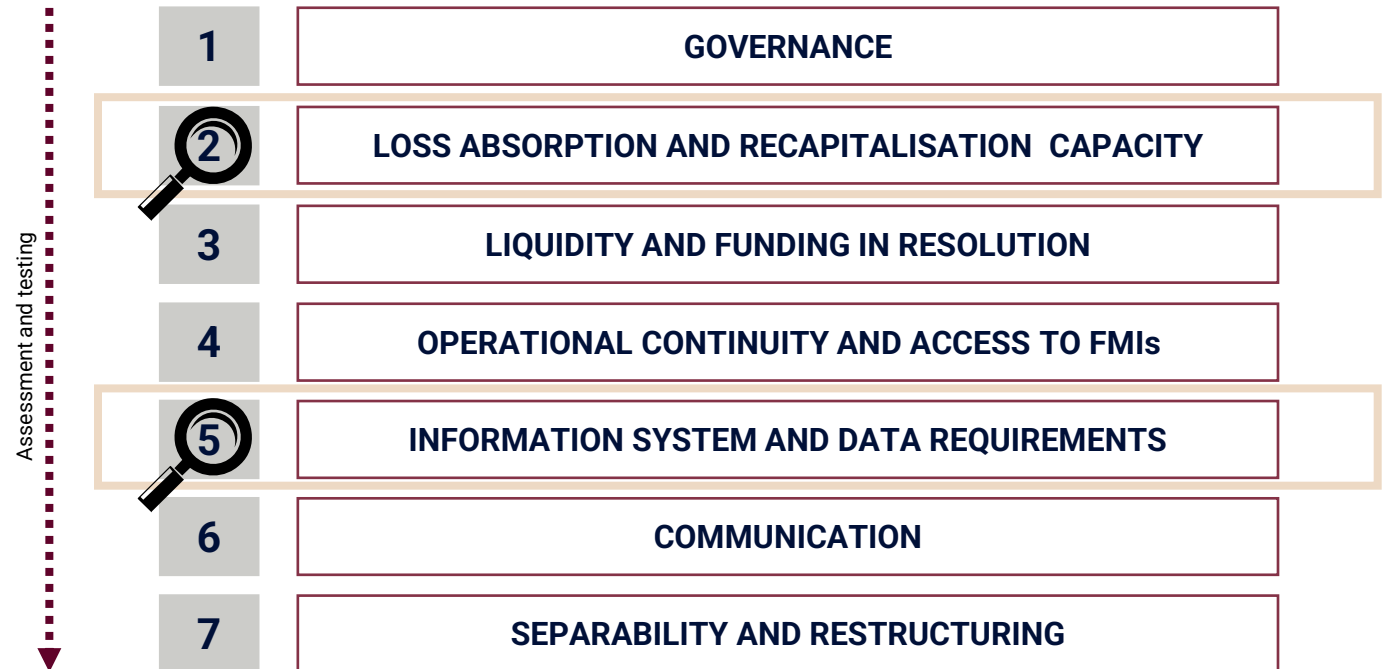 Assessment and testing
1
GOVERNANCE
2
LOSS ABSORPTION AND RECAPITALISATION CAPACITY
3
LIQUIDITY AND FUNDING IN RESOLUTION
4
OPERATIONAL CONTINUITY AND ACCESS TO FMIs
5
INFORMATION SYSTEM AND DATA REQUIREMENTS
6
COMMUNICATION
7
SEPARABILITY AND RESTRUCTURING